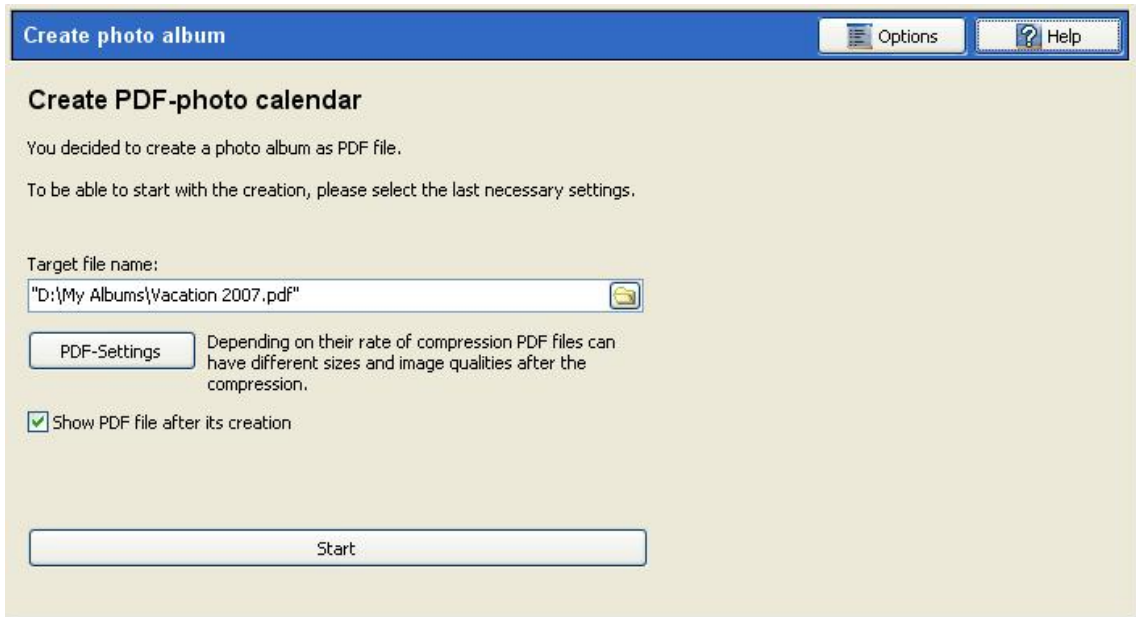 Create photo album
Options
Help
Create PDF-photo calendar
You decided to create a photo album as PDF file.
To be able to start with the creation, please select the last necessary settings.
Target file name:
"D:\My Albums\Vacation 2007.pdf"
PDF-Settings
Depending on their rate of compression PDF files can
have different sizes and image qualities after the
compression.
Show PDF file after its creation
Start